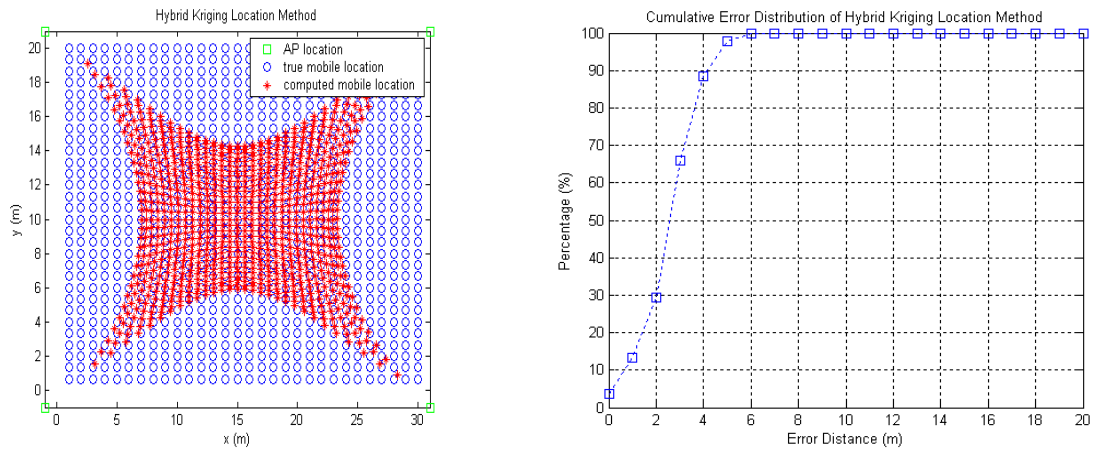 Hybrid Kriging Location Method
20
18
16
14
12
10
8
6
4
2
0
y (m)
AP location
true mobile location
computed mobile location
0 5 10 15 20 25 30
x (m)
Cumulative Error Distribution of Hybrid Kriging Location Method
100
90
80
70
60
50
40
30
20
10
0
Percentage (%)
0 2 4 6 8 10 12 14 16 18 20
Error Distance (m)